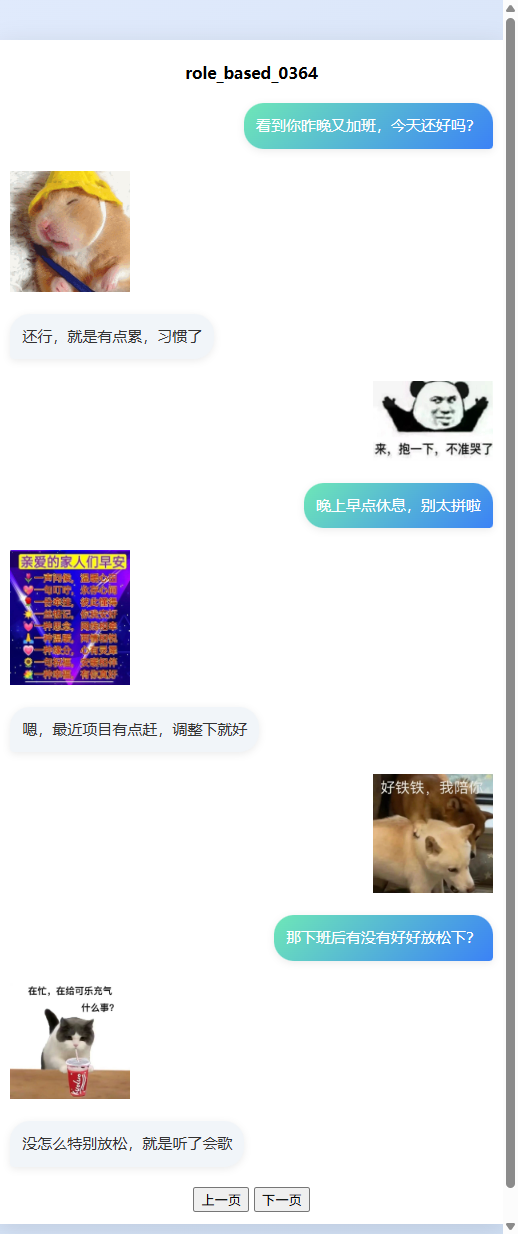 role_based_0364
看到你昨晚又加班，今天还好吗？
还行，就是有点累，习惯了
来，抱一下，不准哭了
晚上早点休息，别太拼啦
亲爱的家人们早安
嗯，最近项目有点赶，调整下就好
好铁铁，我陪你
那下班后有没有好好放松下？
在忙，在给可乐充气
什么事？
没怎么特别放松，就是听了会歌
上一页 下一页